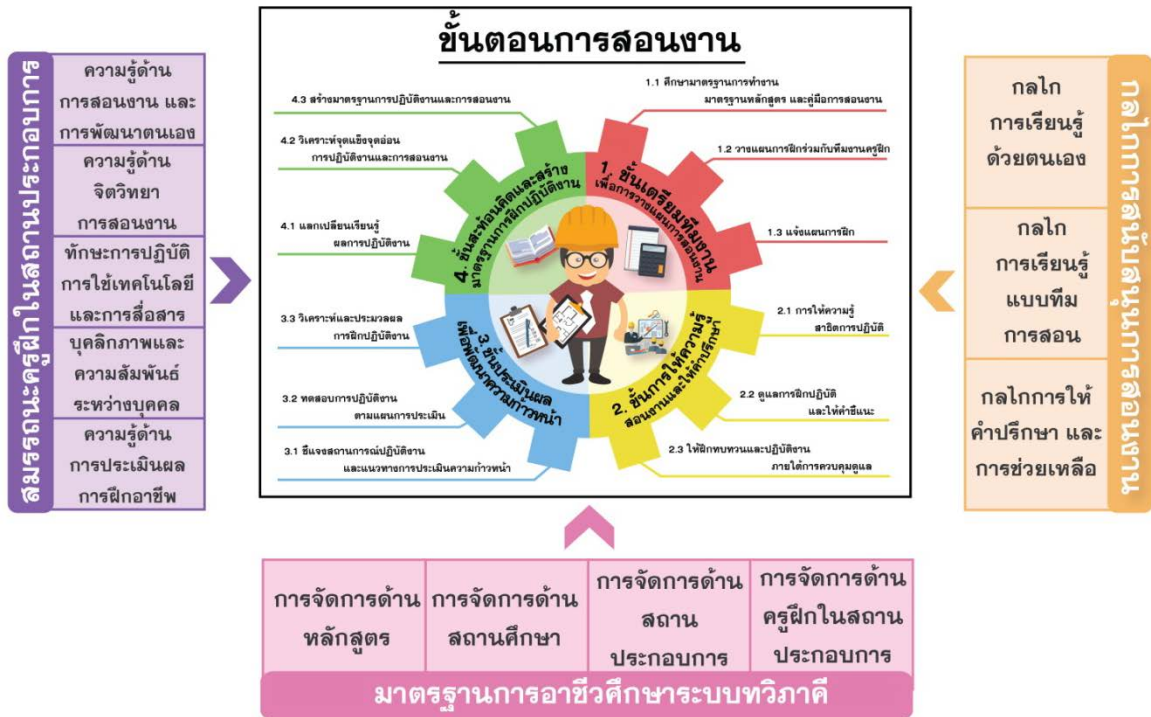 ขั้นตอนการสอนงาน
สมรรถนะครูฝึกในสถานประกอบการ
ความรู้ด้าน
การสอนงาน และ
การพัฒนาตนเอง
ความรู้ด้าน
จิตวิทยา
การสอนงาน
ทักษะการปฏิบัติ
การใช้เทคโนโลยี
และการสื่อสาร
บุคลิกภาพและ
ความสัมพันธ์
ระหว่างบุคคล
ความรู้ด้าน
การประเมินผล
การฝึกอาชีพ
1. ขั้นเตรียมทีมงาน
เพื่อการวางแผนการสอนงาน
1.1 ศึกษามาตรฐานการทำงาน
มาตรฐานหลักสูตร และคู่มือการสอนงาน
1.2 วางแผนการฝึกร่วมกับทีมงานครูฝึก
1.3 แจ้งแผนการฝึก
2. ขั้นการให้ความรู้
สอนงานและให้คำปรึกษา
2.1 การให้ความรู้
สาธิตการปฏิบัติ
2.2 ดูแลการฝึกปฏิบัติ
และให้คำชี้แนะ
2.3 ให้ฝึกทบทวนและปฏิบัติงาน
ภายใต้การควบคุมดูแล
3. ขั้นประเมินผล
เพื่อพัฒนาความก้าวหน้า
3.1 ชี้แจงสถานการณ์ปฏิบัติงาน
และแนวทางการประเมินความก้าวหน้า
3.2 ทดสอบการปฏิบัติงาน
ตามแผนการประเมิน
3.3 วิเคราะห์และประมวลผล
การฝึกปฏิบัติงาน
4. ขั้นสะท้อนคิดและสร้าง
มาตรฐานการฝึกปฏิบัติงาน
4.1 แลกเปลี่ยนเรียนรู้
ผลการปฏิบัติงาน
4.2 วิเคราะห์จุดแข็งจุดอ่อน
การปฏิบัติงานและการสอนงาน
4.3 สร้างมาตรฐานการปฏิบัติงานและการสอนงาน
กลไกการสนับสนุนการสอนงาน
กลไก
การเรียนรู้
ด้วยตนเอง
กลไก
การเรียนรู้
แบบทีม
การสอน
กลไกการให้
คำปรึกษา และ
การช่วยเหลือ
การจัดการด้าน
หลักสูตร
การจัดการด้าน
สถานศึกษา
การจัดการด้าน
สถาน
ประกอบการ
การจัดการด้าน
ครูฝึกในสถาน
ประกอบการ
มาตรฐานการอาชีวศึกษาระบบทวิภาคี